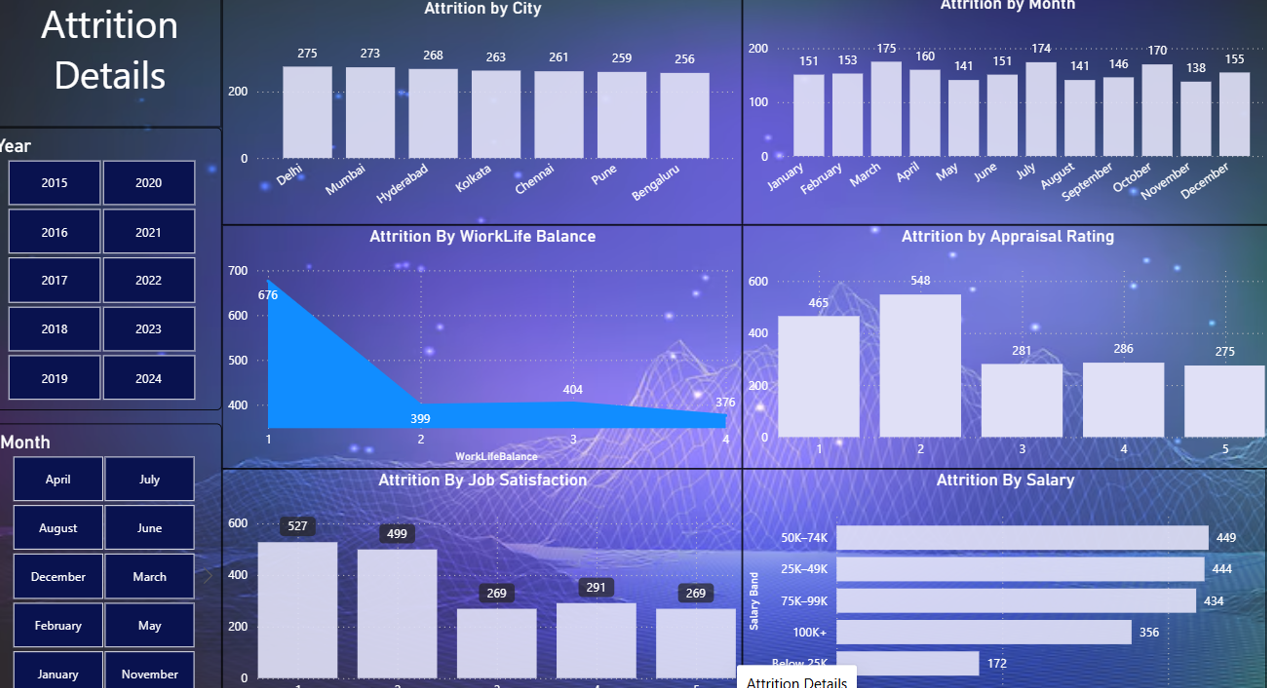 Attrition
Details
Year
2015 2020
2016 2021
2017 2022
2018 2023
2019 2024
Month
April July
August June
December March
February May
January November
Attrition by City
275 273 268 263 261 259 256
200
0
Delhi Mumbai Hyderabad Kolkata Chennai Pune Bengaluru
Attrition by Month
200
151 153 175 160 141 151 174 141 146 170 138 155
100
0
January February March April May June July August September October November December
Attrition By WiorkLife Balance
700
676
600
500
400
399 404 376
1 2 3 4
WorkLifeBalance
Attrition by Appraisal Rating
600
465 548 281 286 275
400
200
0
1 2 3 4 5
Attrition By Job Satisfaction
600
527 499 269 291 269
400
200
0
Attrition By Salary
Salary Band
50K–74K 449
25K–49K 444
75K–99K 434
100K+ 356
Below 25K 172
Attrition Details